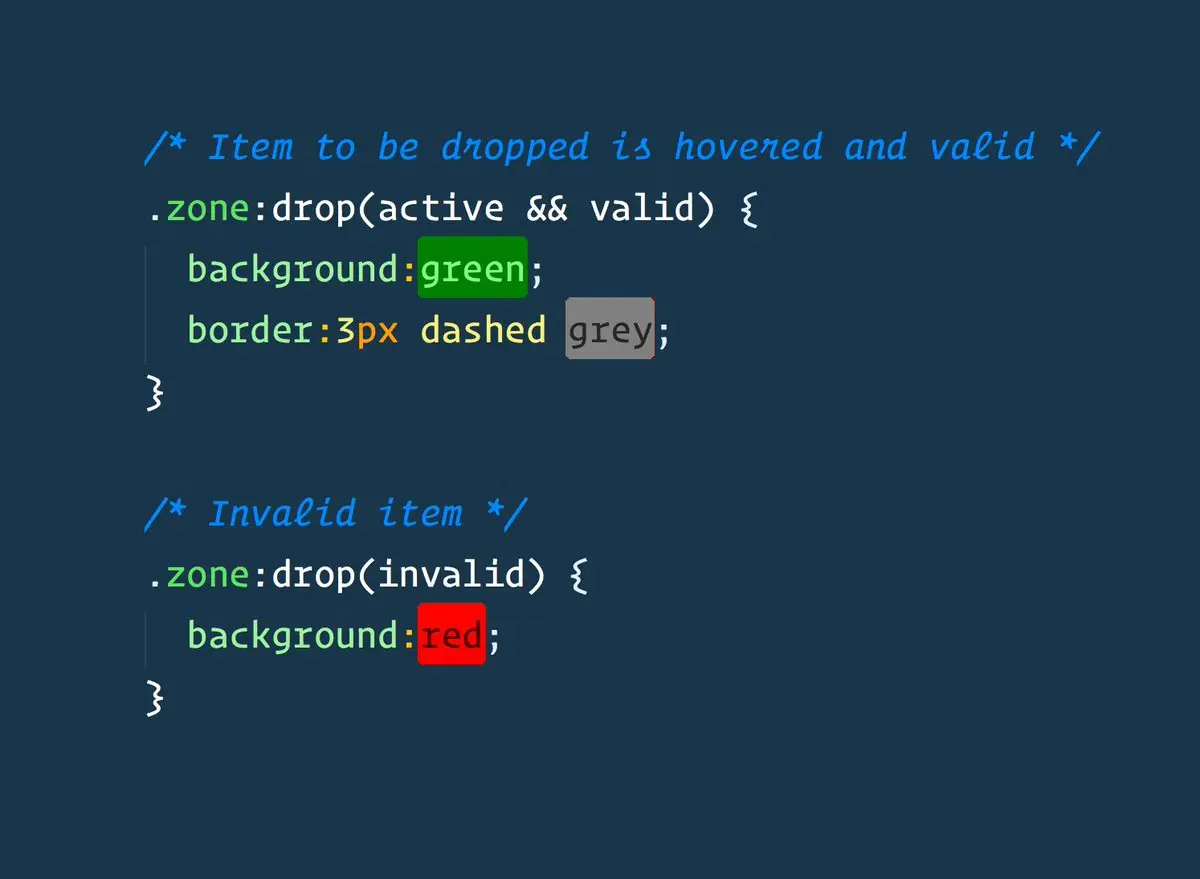 /* Item to be dropped is hovered and valid */
.zone:drop(active && valid) {
background:green;
border:3px dashed grey;
}
/* Invalid item */
.zone:drop(invalid) {
background:red;
}